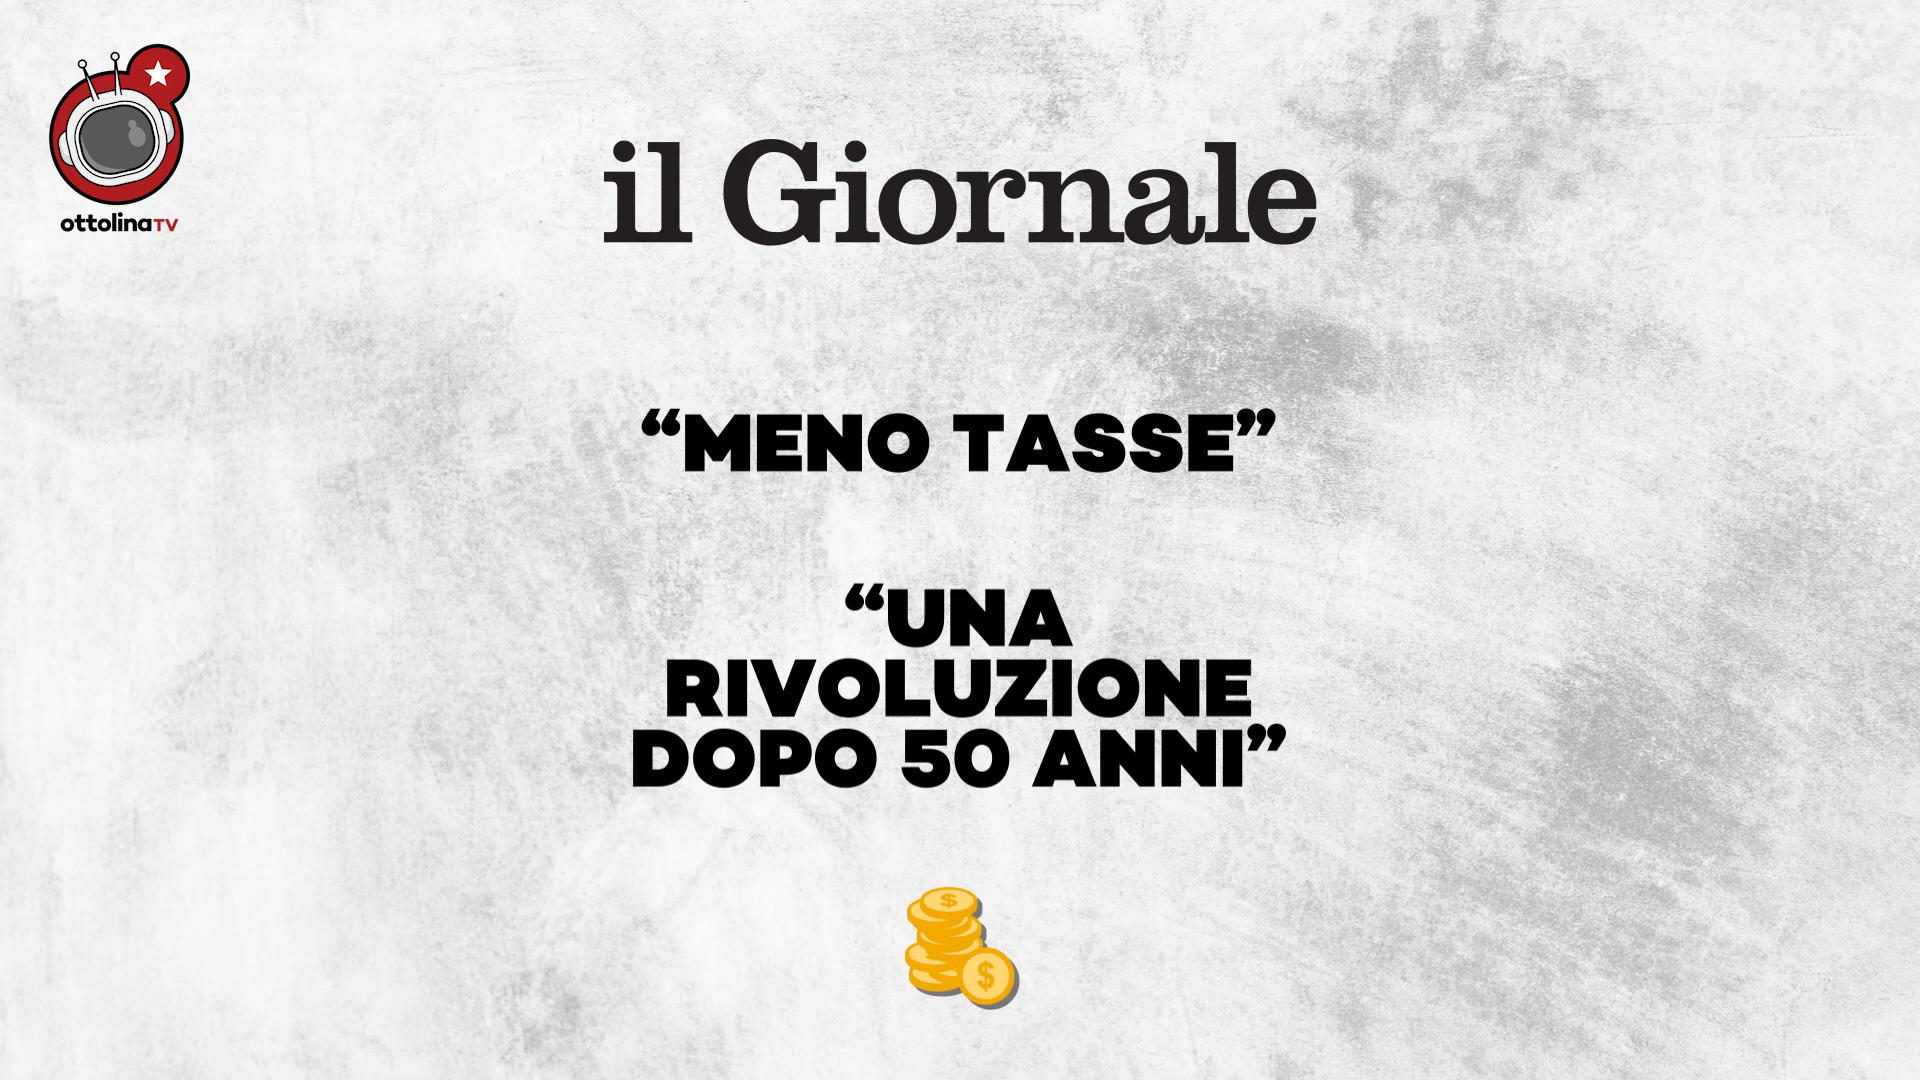 ottolinaTV
il Giornale
“MENO TASSE”
“UNA
RIVOLUZIONE
DOPO 50 ANNI”
$
$